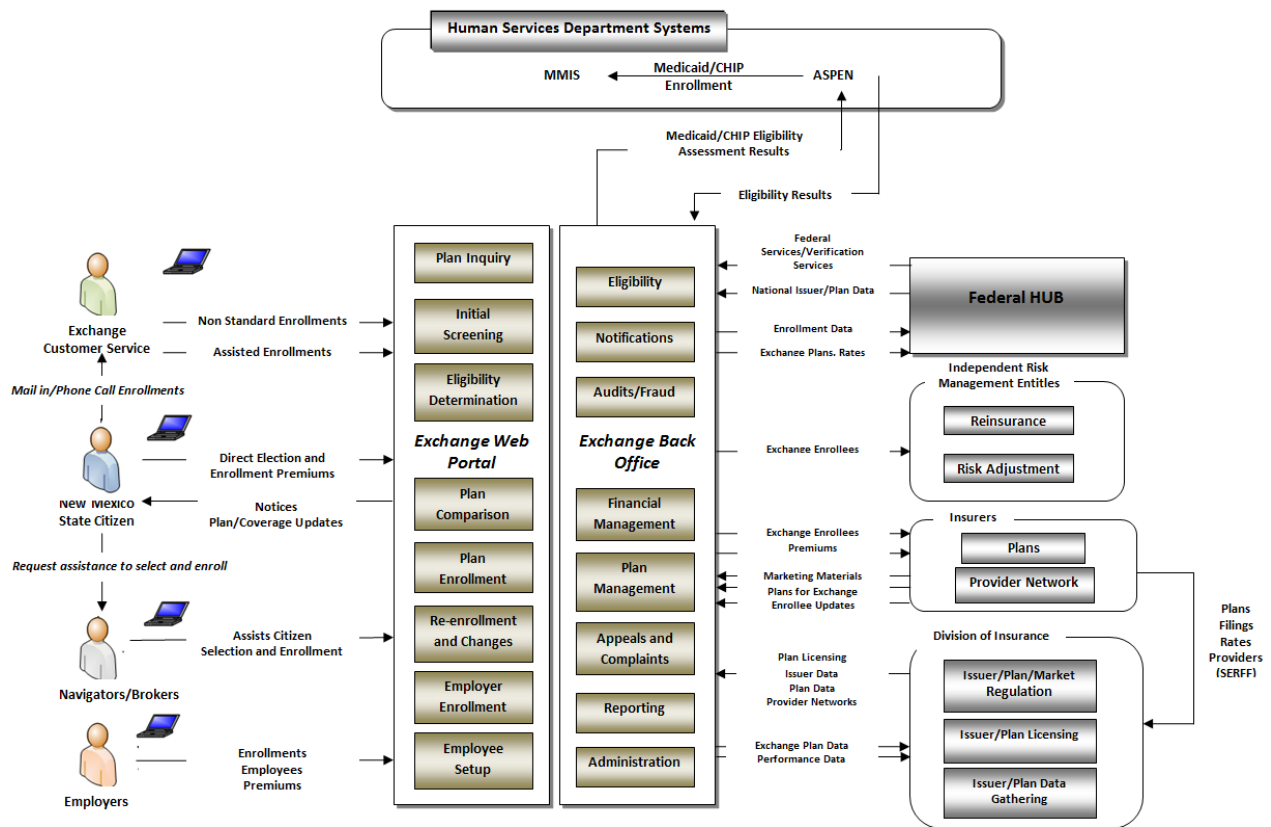 Human Services Department Systems
MMIS
Medicaid/CHIP
Enrollment
ASPEN
Medicaid/CHIP Eligibility
Assessment Results
Eligibility Results
Exchange
Customer Service
Mail in/Phone Call Enrollments
New Mexico
State Citizen
Request assistance to select and enroll
Navigators/Brokers
Employers
Non Standard Enrollments
Assisted Enrollments
Direct Election and
Enrollment Premiums
Notices
Plan/Coverage Updates
Assists Citizen
Selection and Enrollment
Enrollments
Employees
Premiums
Plan Inquiry
Initial
Screening
Eligibility
Determination
Exchange Web
Portal
Plan
Comparison
Plan
Enrollment
Re-enrollment
and Changes
Employer
Enrollment
Employee
Setup
Eligibility
Notifications
Audits/Fraud
Exchange Back
Office
Financial
Management
Plan
Management
Appeals and
Complaints
Reporting
Administration
Federal
Services/Verification
Services
National Issuer/Plan Data
Enrollment Data
Exchange Plans. Rates
Exchange Enrollees
Exchange Enrollees
Premiums
Marketing Materials
Plans for Exchange
Enrollee Updates
Plan Licensing
Issuer Data
Plan Data
Provider Networks
Exchange Plan Data
Performance Data
Federal HUB
Independent Risk
Management Entitles
Reinsurance
Risk Adjustment
Insurers
Plans
Provider Network
Division of Insurance
Issuer/Plan/Market
Regulation
Issuer/Plan Licensing
Issuer/Plan Data
Gathering
Plans
Filings
Rates
Providers
(SERFF)